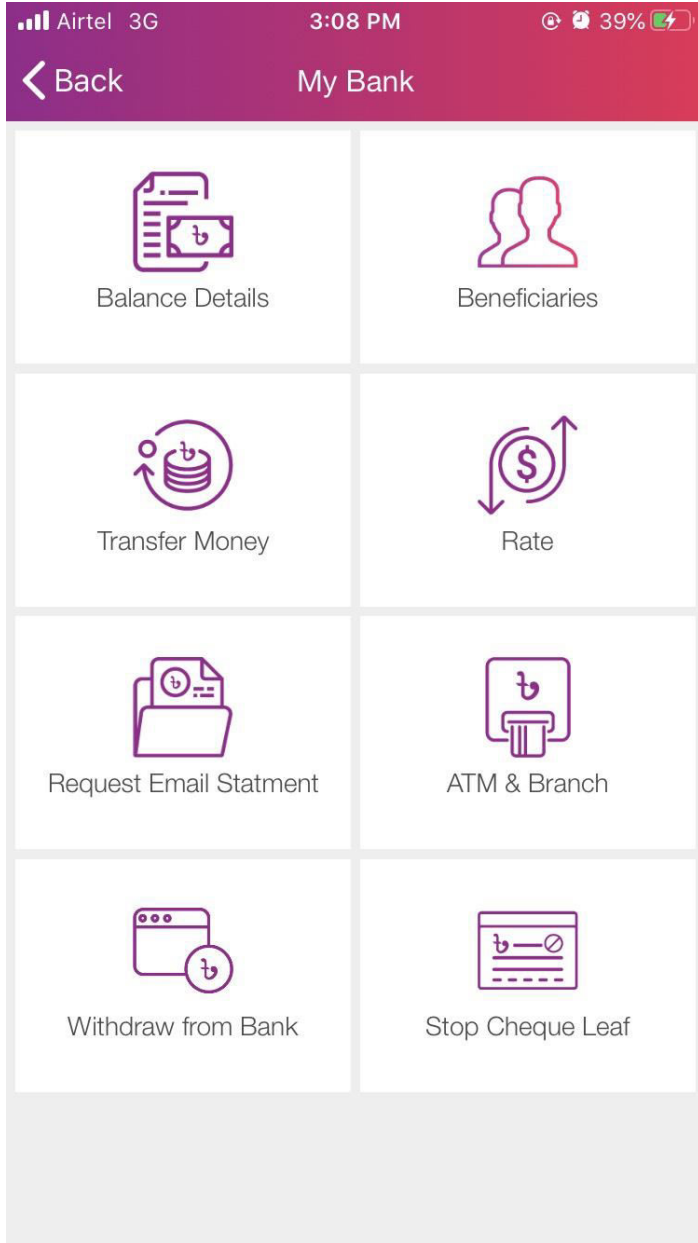 Airtel 3G 3:08 PM 39%
Back My Bank
Balance Details Beneficiaries
Transfer Money Rate
Request Email Statment ATM & Branch
Withdraw from Bank Stop Cheque Leaf